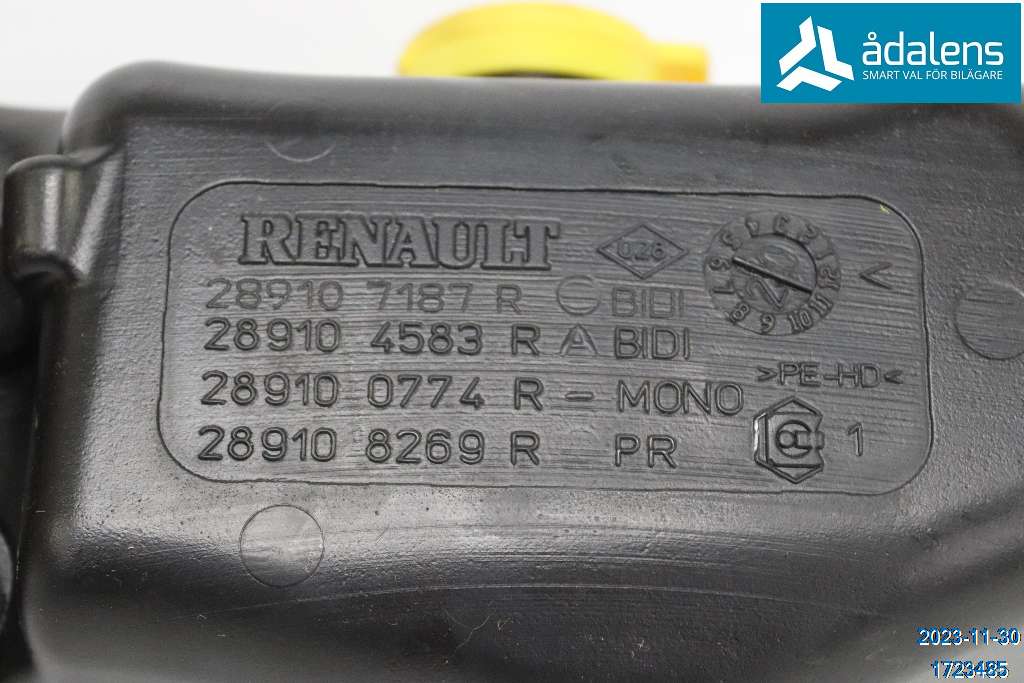 ådalens
SMART VAL FÖR BILÄGARE
RENAULT 026
28910 7187 R C BIDI
28910 4583 R A BIDI
28910 0774 R - MONO >PE-HD<
28910 8269 R PR 1
2023-11-30
1723485